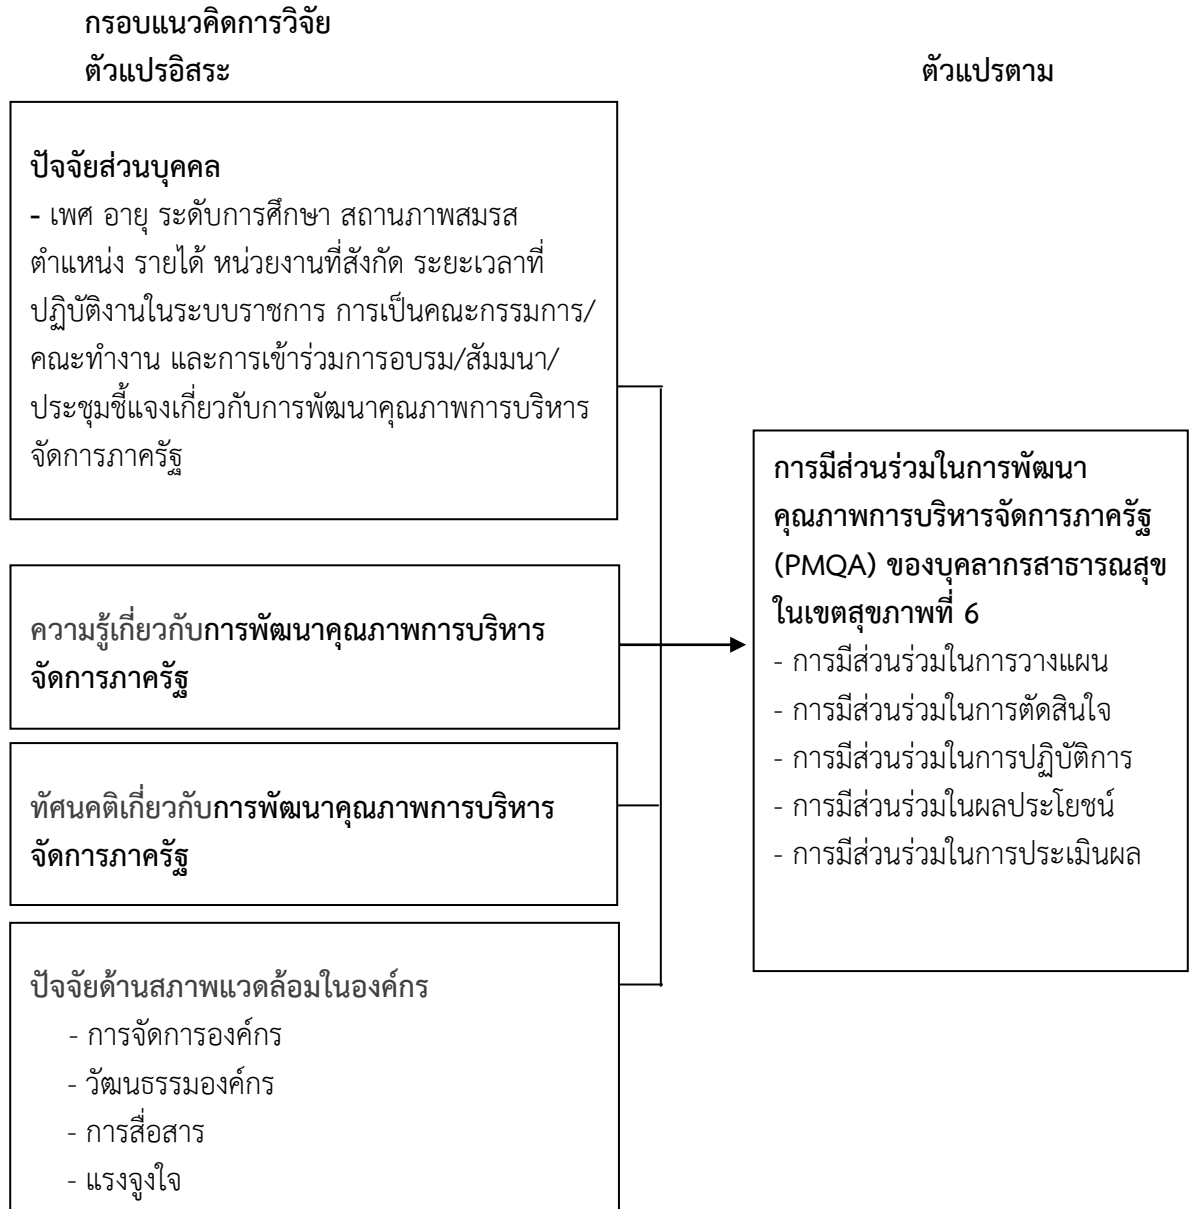 กรอบแนวคิดการวิจัย
ตัวแปรอิสระ
ตัวแปรตาม
ปัจจัยส่วนบุคคล
- เพศ อายุ ระดับการศึกษา สถานภาพสมรส
ตำแหน่ง รายได้ หน่วยงานที่สังกัด ระยะเวลาที่
ปฏิบัติงานในระบบราชการ การเป็นคณะกรรมการ/
คณะทำงาน และการเข้าร่วมการอบรม/สัมมนา/
ประชุมชี้แจงเกี่ยวกับการพัฒนาคุณภาพการบริหาร
จัดการภาครัฐ
ความรู้เกี่ยวกับการพัฒนาคุณภาพการบริหาร
จัดการภาครัฐ
ทัศนคติเกี่ยวกับการพัฒนาคุณภาพการบริหาร
จัดการภาครัฐ
ปัจจัยด้านสภาพแวดล้อมในองค์กร
- การจัดการองค์กร
- วัฒนธรรมองค์กร
- การสื่อสาร
- แรงจูงใจ
การมีส่วนร่วมในการพัฒนา
คุณภาพการบริหารจัดการภาครัฐ
(PMQA) ของบุคลากรสาธารณสุข
ในเขตสุขภาพที่ 6
- การมีส่วนร่วมในการวางแผน
- การมีส่วนร่วมในการตัดสินใจ
- การมีส่วนร่วมในการปฏิบัติการ
- การมีส่วนร่วมในผลประโยชน์
- การมีส่วนร่วมในการประเมินผล